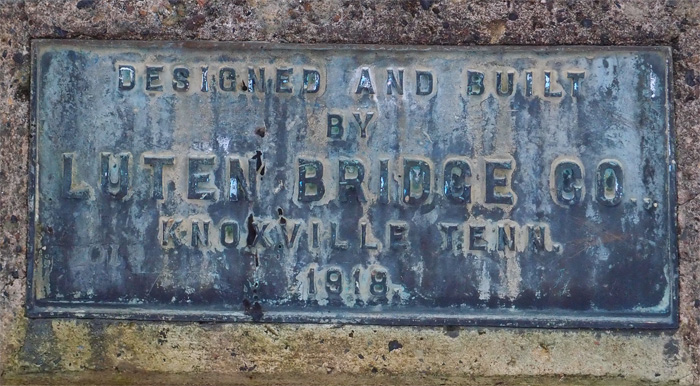 DESIGNED AND BUILT
BY
LUTEN BRIDGE CO.,
KNOXVILLE TENN.
1918.